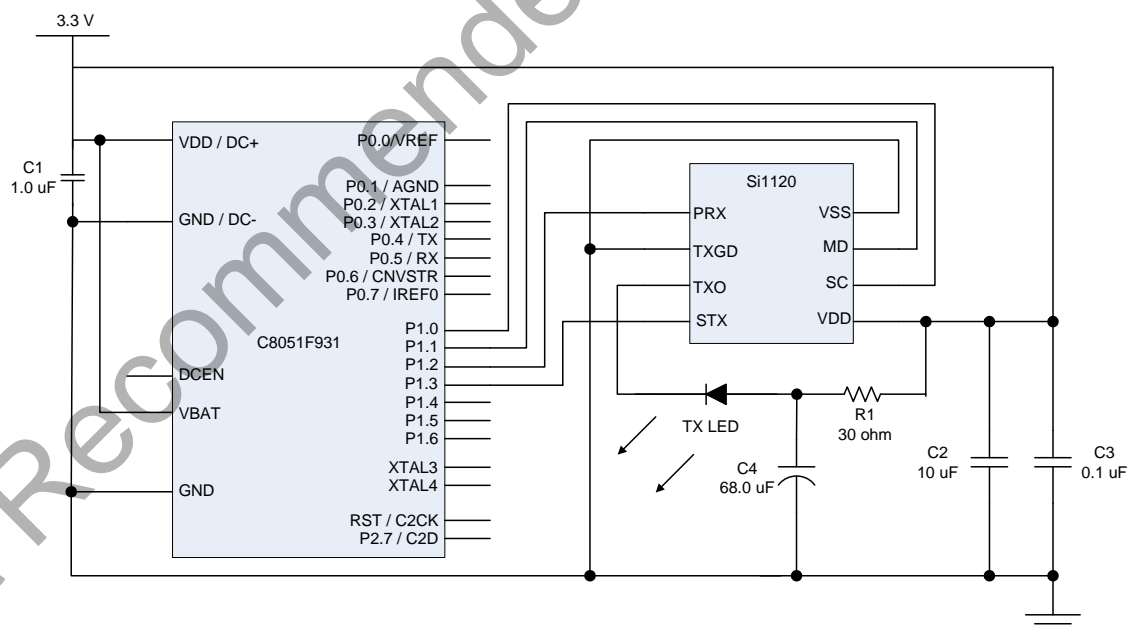 3.3 V
C1
1.0 uF
VDD / DC+
GND / DC-
DCEN
VBAT
GND
C8051F931
P0.0/VREF
P0.1 / AGND
P0.2 / XTAL1
P0.3 / XTAL2
P0.4 / TX
P0.5 / RX
P0.6 / CNVSTR
P0.7 / IREF0
P1.0
P1.1
P1.2
P1.3
P1.4
P1.5
P1.6
XTAL3
XTAL4
RST / C2CK
P2.7 / C2D
Si1120
PRX
TXGD
TXO
STX
VSS
MD
SC
VDD
TX LED
R1
30 ohm
C4
68.0 uF
C2
10 uF
C3
0.1 uF